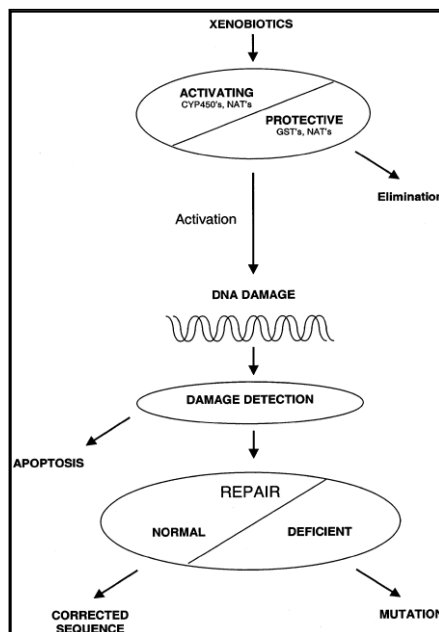 XENOBIOTICS
ACTIVATING
CYP450's, NAT's
PROTECTIVE
GST's, NAT's
Elimination
Activation
DNA DAMAGE
DAMAGE DETECTION
APOPTOSIS
REPAIR
NORMAL
DEFICIENT
CORRECTED
SEQUENCE
MUTATION